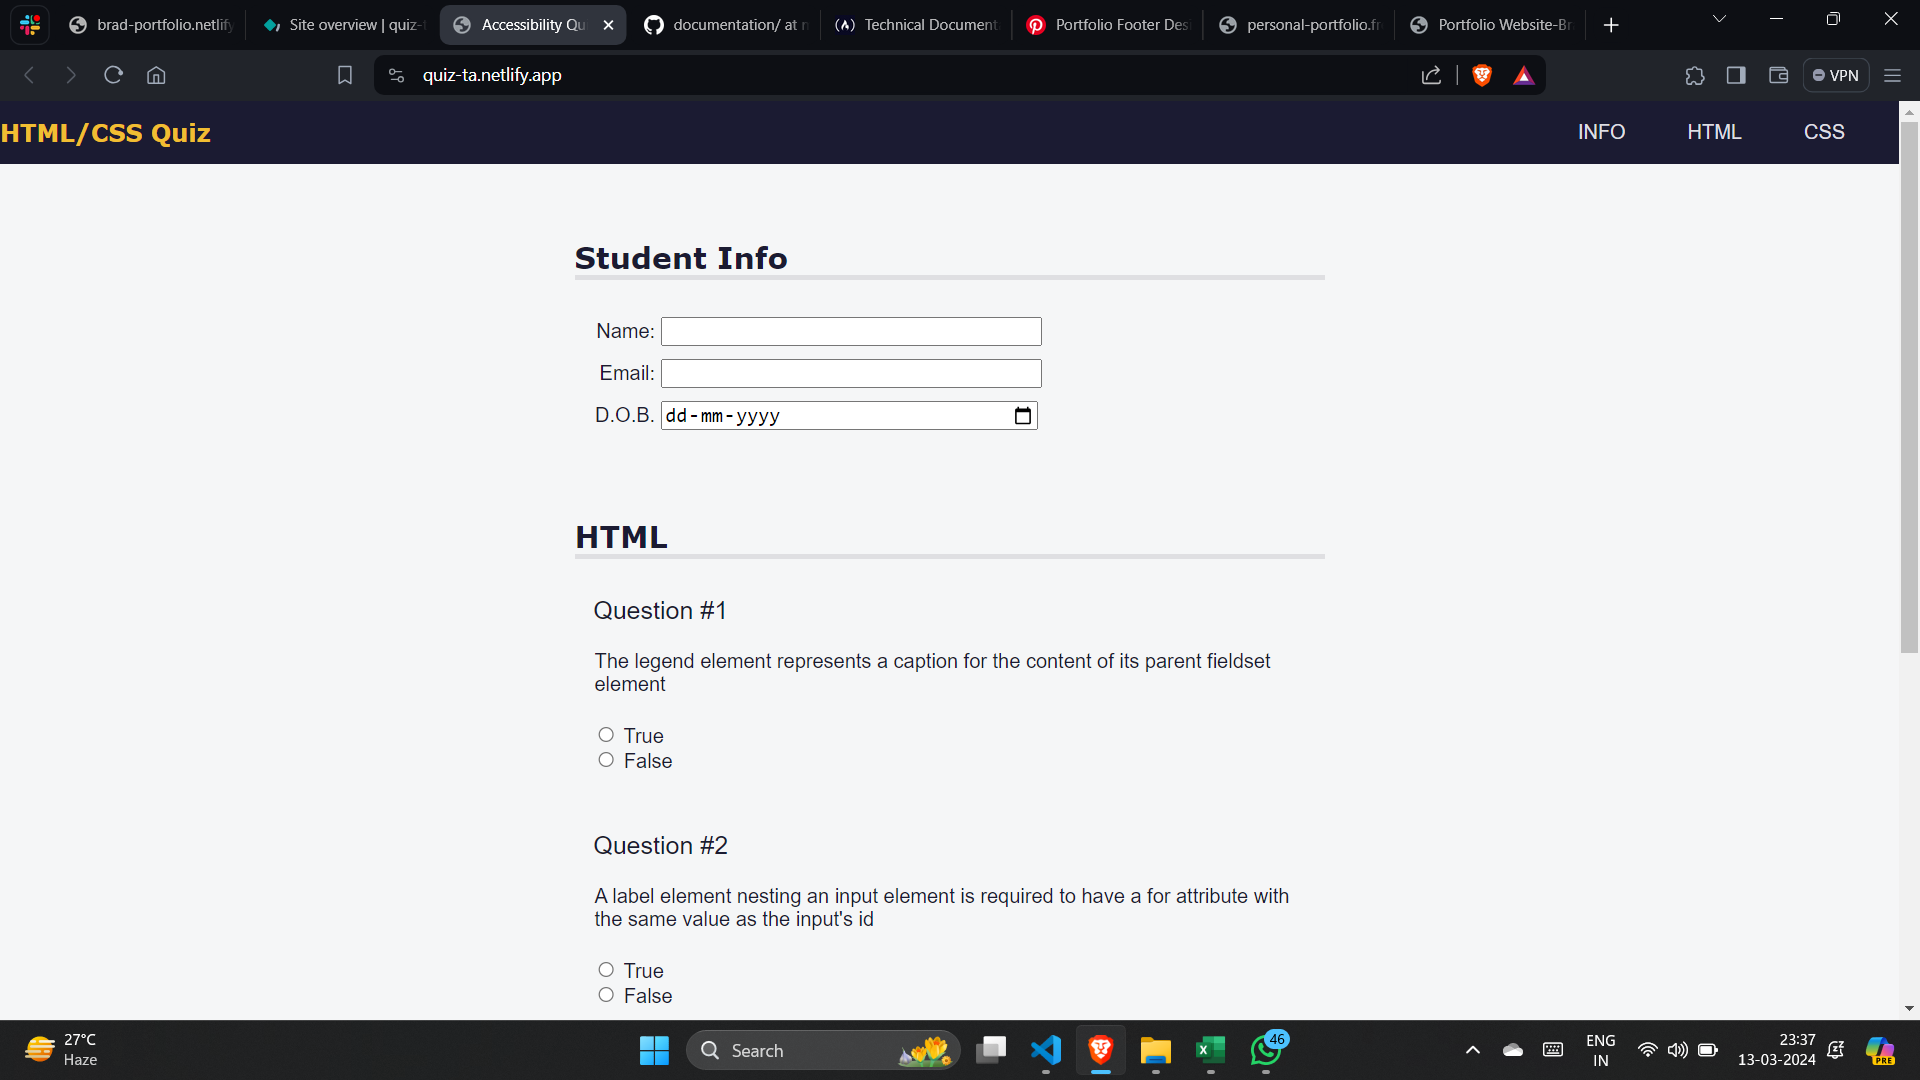 brad-portfolio.netlify
Site overview | quiz-
Accessibility Qu
documentation/ at
Technical Document
Portfolio Footer Des
personal-portfolio.fr
Portfolio Website-Br
quiz-ta.netlify.app
VPN
HTML/CSS Quiz
INFO
HTML
CSS
Student Info
Name:
Email:
D.O.B.
dd-mm-yyyy
HTML
Question #1
The legend element represents a caption for the content of its parent fieldset
element
True
False
Question #2
A label element nesting an input element is required to have a for attribute with
the same value as the input's id
True
False
27°C
Haze
Search
46
ENG
IN
23:37
13-03-2024
PRE